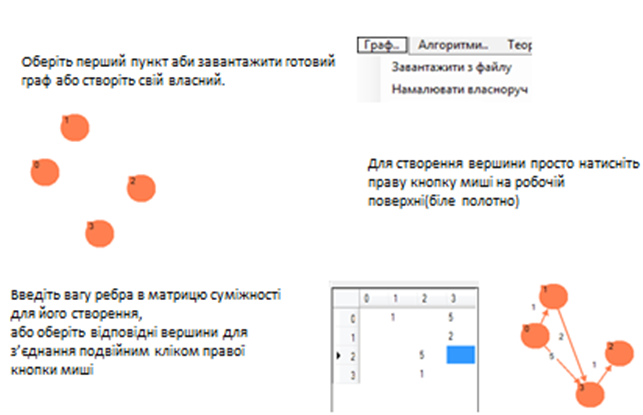 Оберіть перший пункт аби завантажити готовий
граф або створіть свій власний.
Граф.. Алгоритми.. Теор
Завантажити з файлу
Намалювати власноруч
1
0
2
3
Для створення вершини просто натисніть
праву кнопку миші на робочій
поверхні(біле полотно)
Введіть вагу ребра в матрицю суміжності
для його створення,
або оберіть відповідні вершини для
з’єднання подвійним кліком правої
кнопки миші
0 1 2 3
0 1 5
1 2
2 5
3 1
1
1
0
2
2
5
1
3